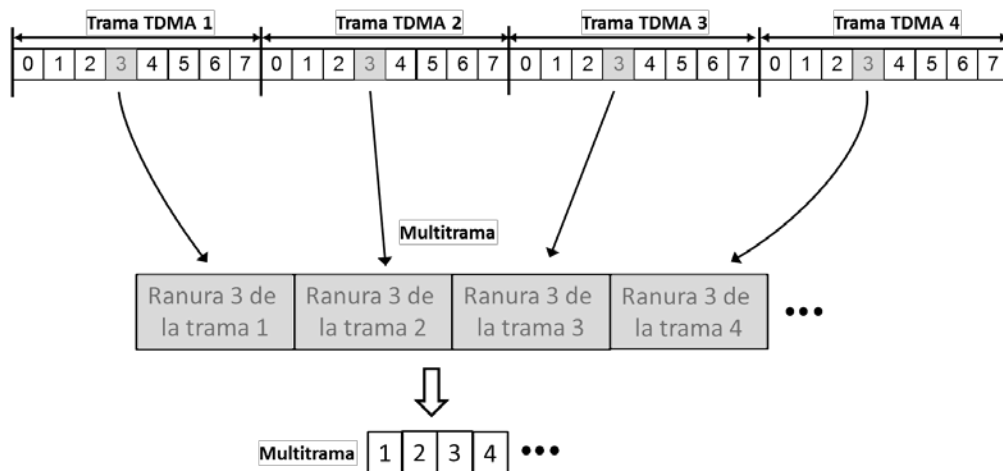 Trama TDMA 1 Trama TDMA 2 Trama TDMA 3 Trama TDMA 4
0 1 2 3 4 5 6 7 0 1 2 3 4 5 6 7 0 1 2 3 4 5 6 7 0 1 2 3 4 5 6 7
Multitrama
Ranura 3 de
la trama 1
Ranura 3 de
la trama 2
Ranura 3 de
la trama 3
Ranura 3 de
la trama 4
•••
Multitrama 1 2 3 4 •••